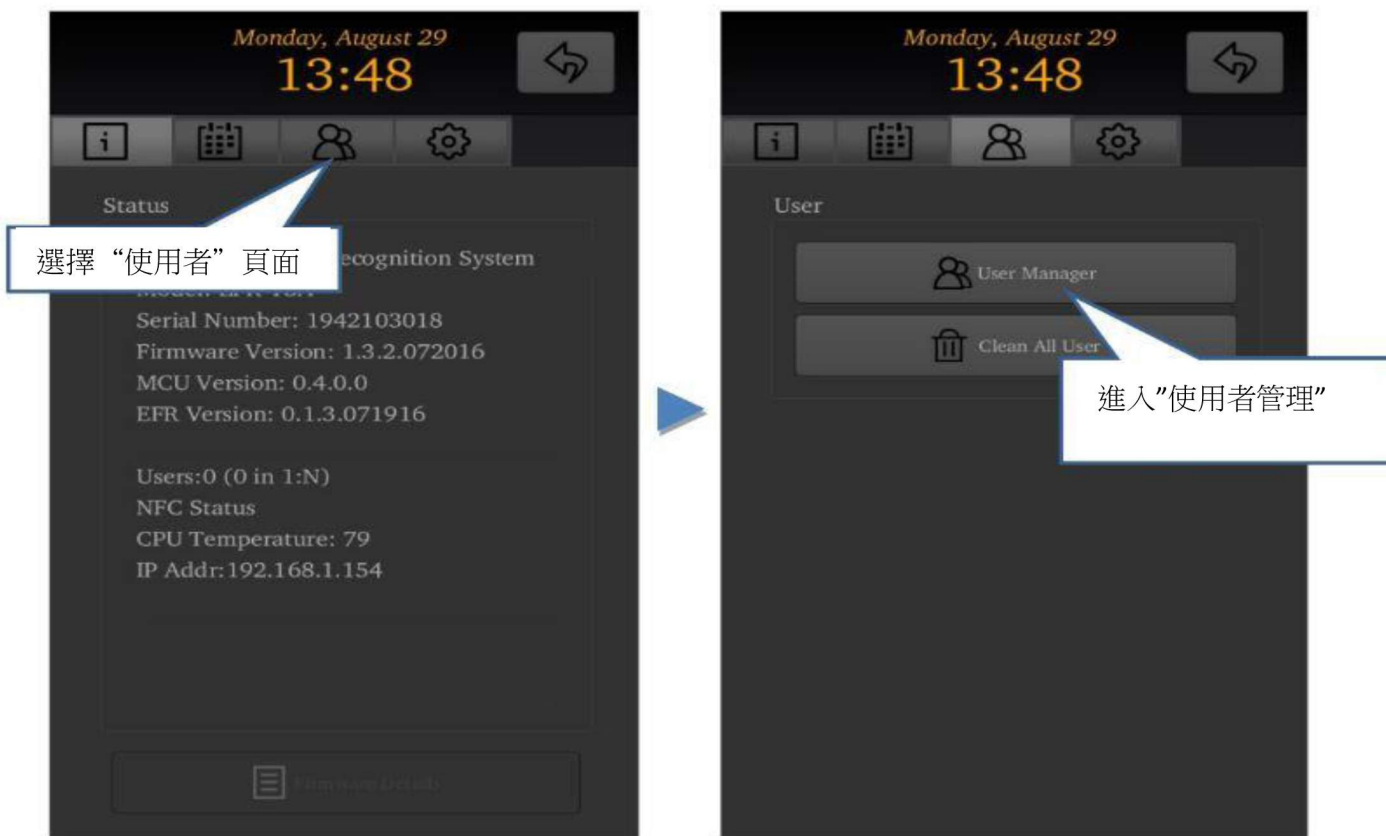 Monday, August 29
13:48
Status
選擇“使用者”頁面
ecognition System
Serial Number: 1942103018
Firmware Version: 1.3.2.072016
MCU Version: 0.4.0.0
EFR Version: 0.1.3.071916
Users:0 (0 in 1:N)
NFC Status
CPU Temperature: 79
IP Addr:192.168.1.154
Firmware Details
Monday, August 29
13:48
User
User Manager
Clean All User
進入”使用者管理”